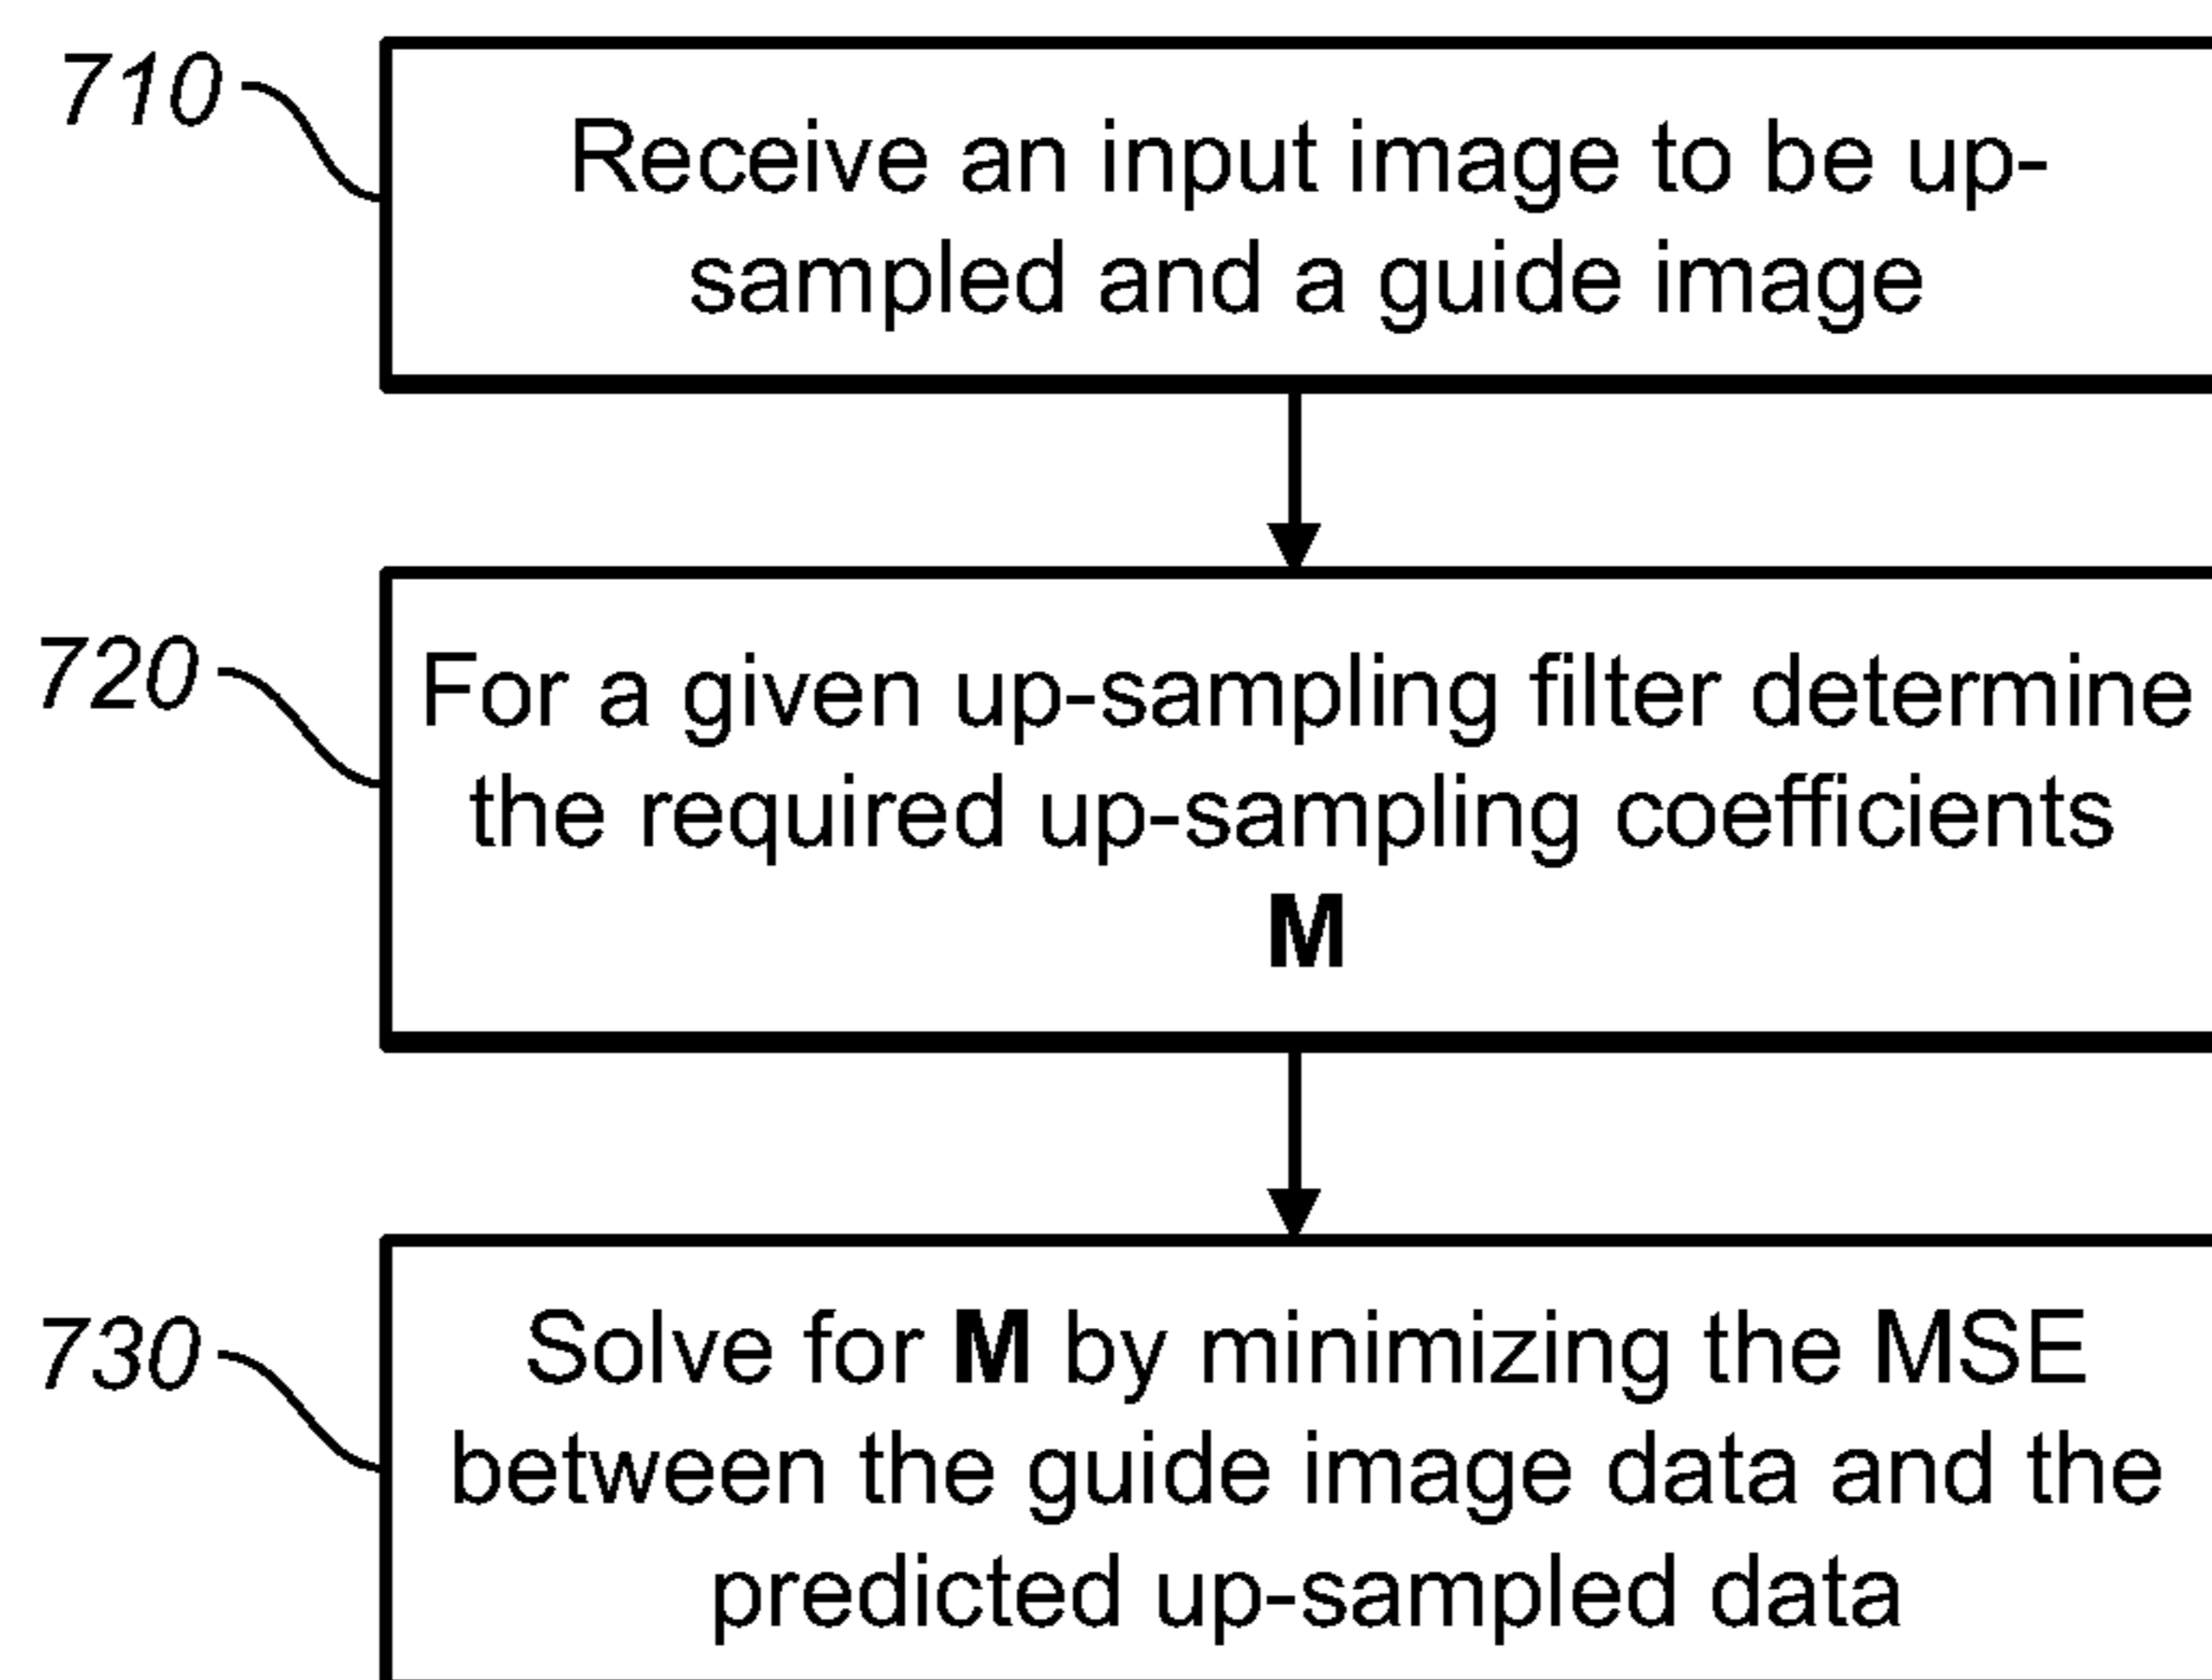 710
Receive an input image to be up-
sampled and a guide image
720
For a given up-sampling filter determine
the required up-sampling coefficients
M
730
Solve for M by minimizing the MSE
between the guide image data and the
predicted up-sampled data